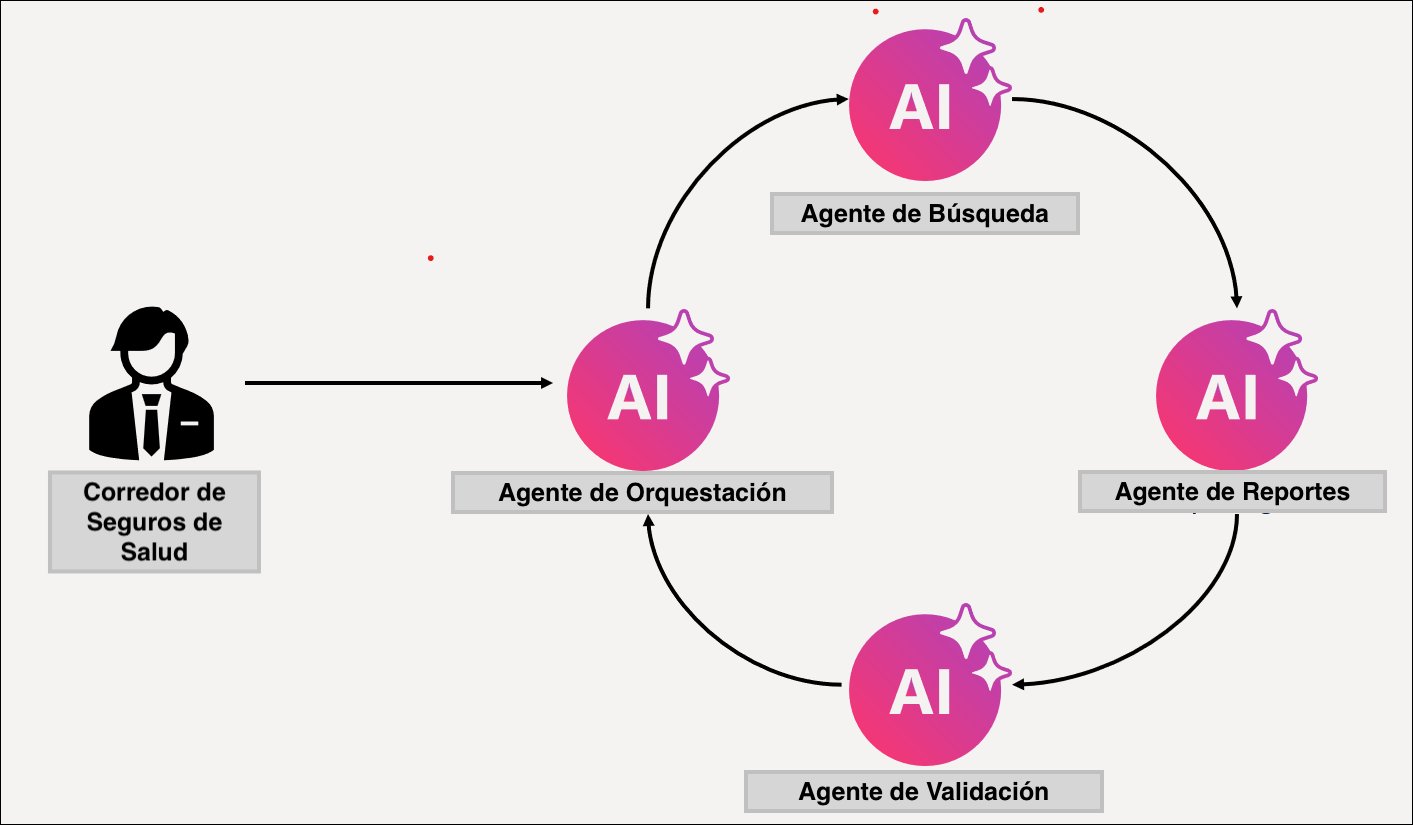 AI
Agente de Búsqueda
AI
AI
Agente de Orquestación
Agente de Reportes
Corredor de
Seguros de
Salud
AI
Agente de Validación